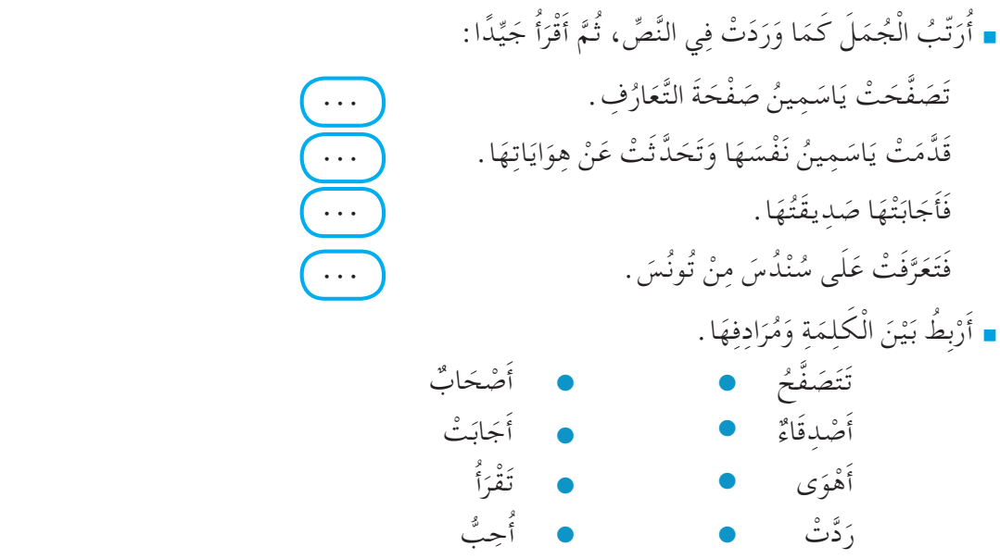 ▪ أُرَتّبُ الْجُمَلَ كَمَا وَرَدَتْ فِي النَّصِّ، ثُمَّ أَقْرَأُ جَيِّدًا:
تَصَفَّحَتْ يَاسَمِينُ صَفْحَةَ التَّعَارُفِ. ...
قَدَّمَتْ يَاسَمِينُ نَفْسَهَا وَتَحَدَّثَتْ عَنْ هِوَايَاتِهَا. ...
فَأَجَابَتْهَا صَدِيقَتُهَا. ...
فَتَعَرَّفَتْ عَلَى سُنْدُسَ مِنْ تُونُسَ. ...
▪ أَرْبِطُ بَيْنَ الْكَلِمَةِ وَمُرَادِفِهَا.
تَتَصَفَّحُ ● ● أَصْحَابٌ
أَصْدِقَاءٌ ● ● أَجَابَتْ
أَهْوَى ● ● تَقْرَأُ
رَدَّتْ ● ● أُحِبُّ